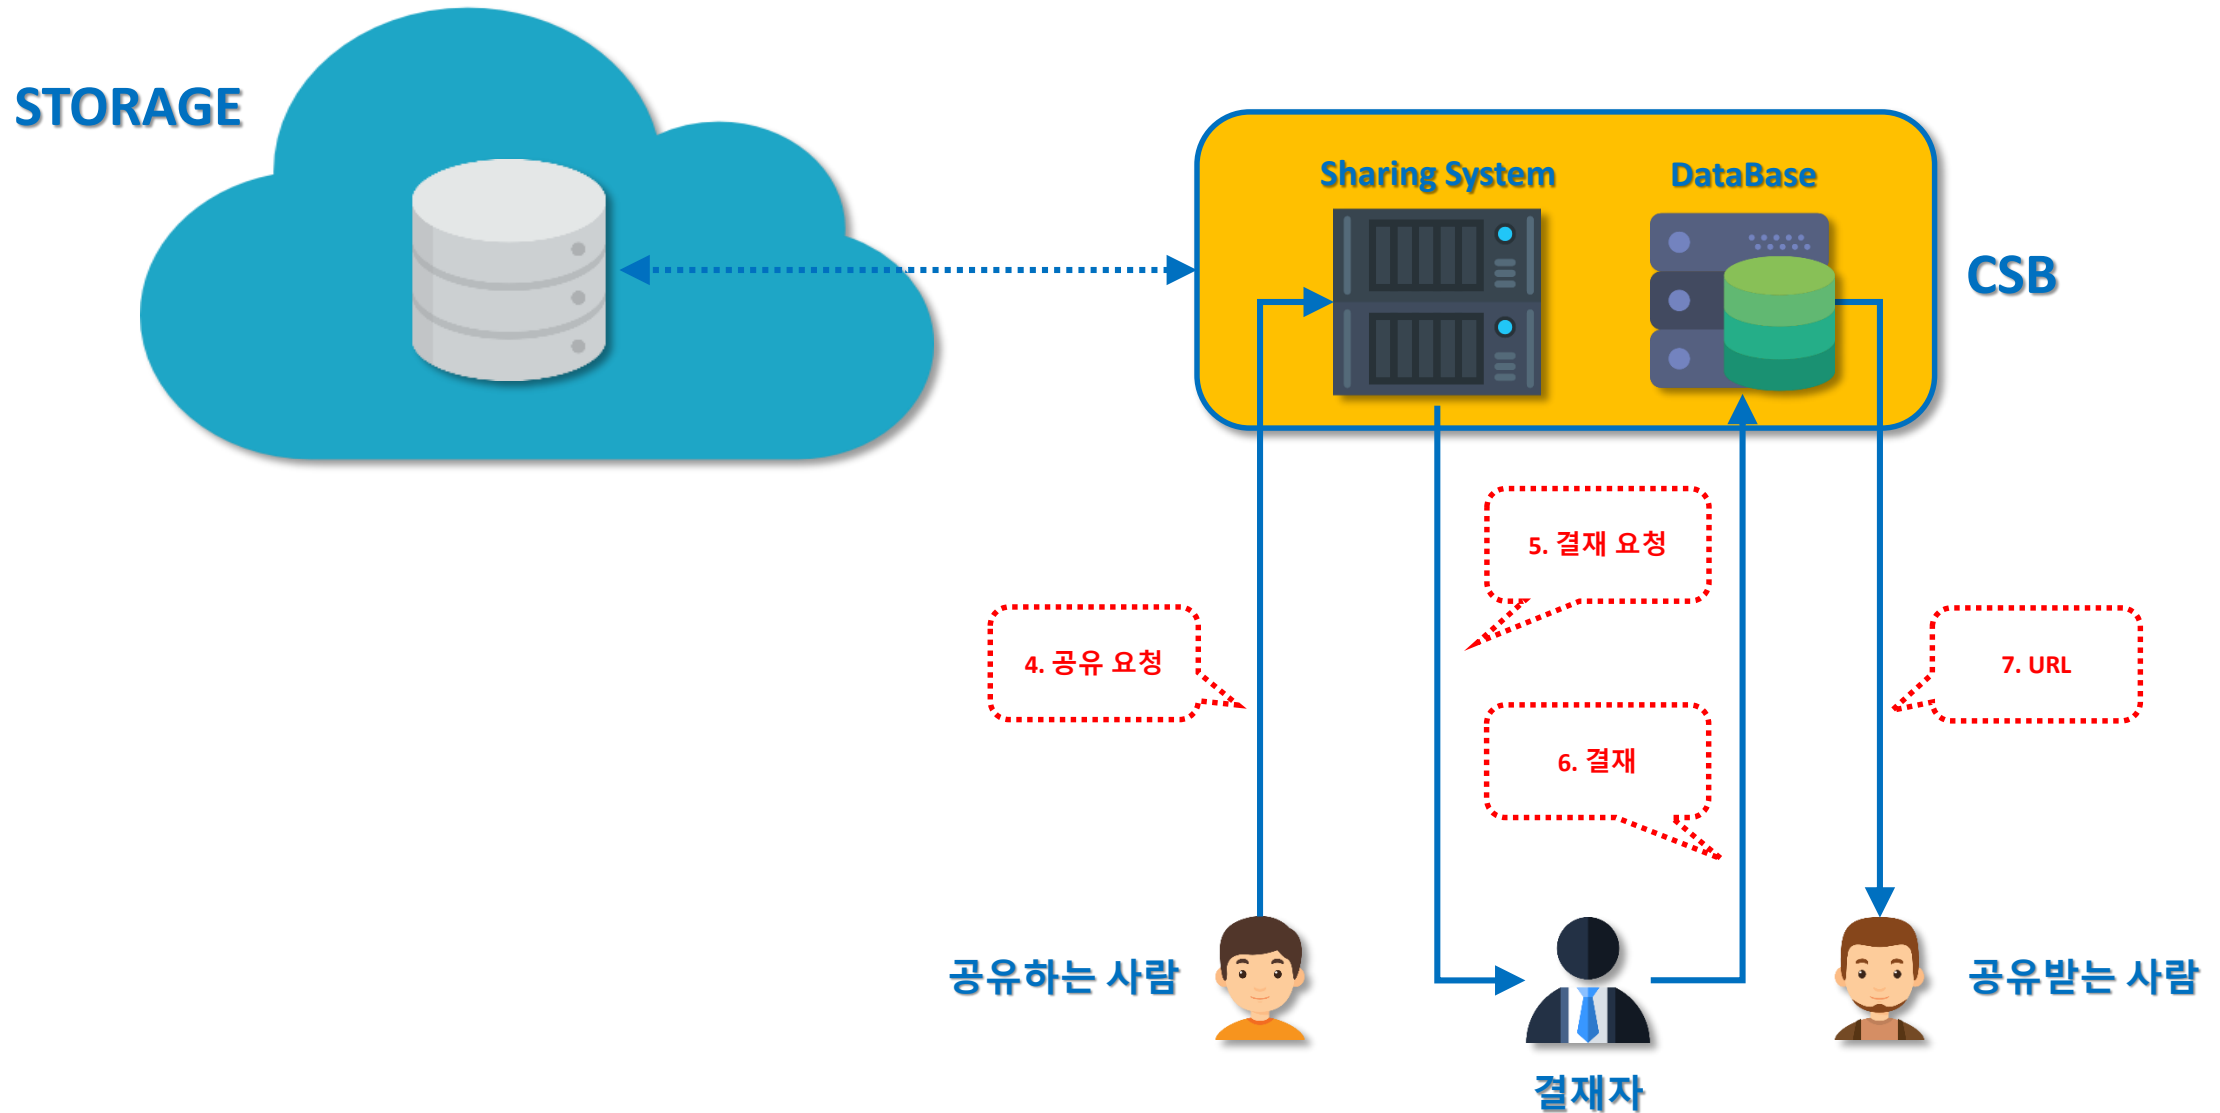 STORAGE
Sharing System
DataBase
CSB
5. 결재 요청
4. 공유 요청
7. URL
6. 결재
공유하는 사람
공유받는 사람
결재자